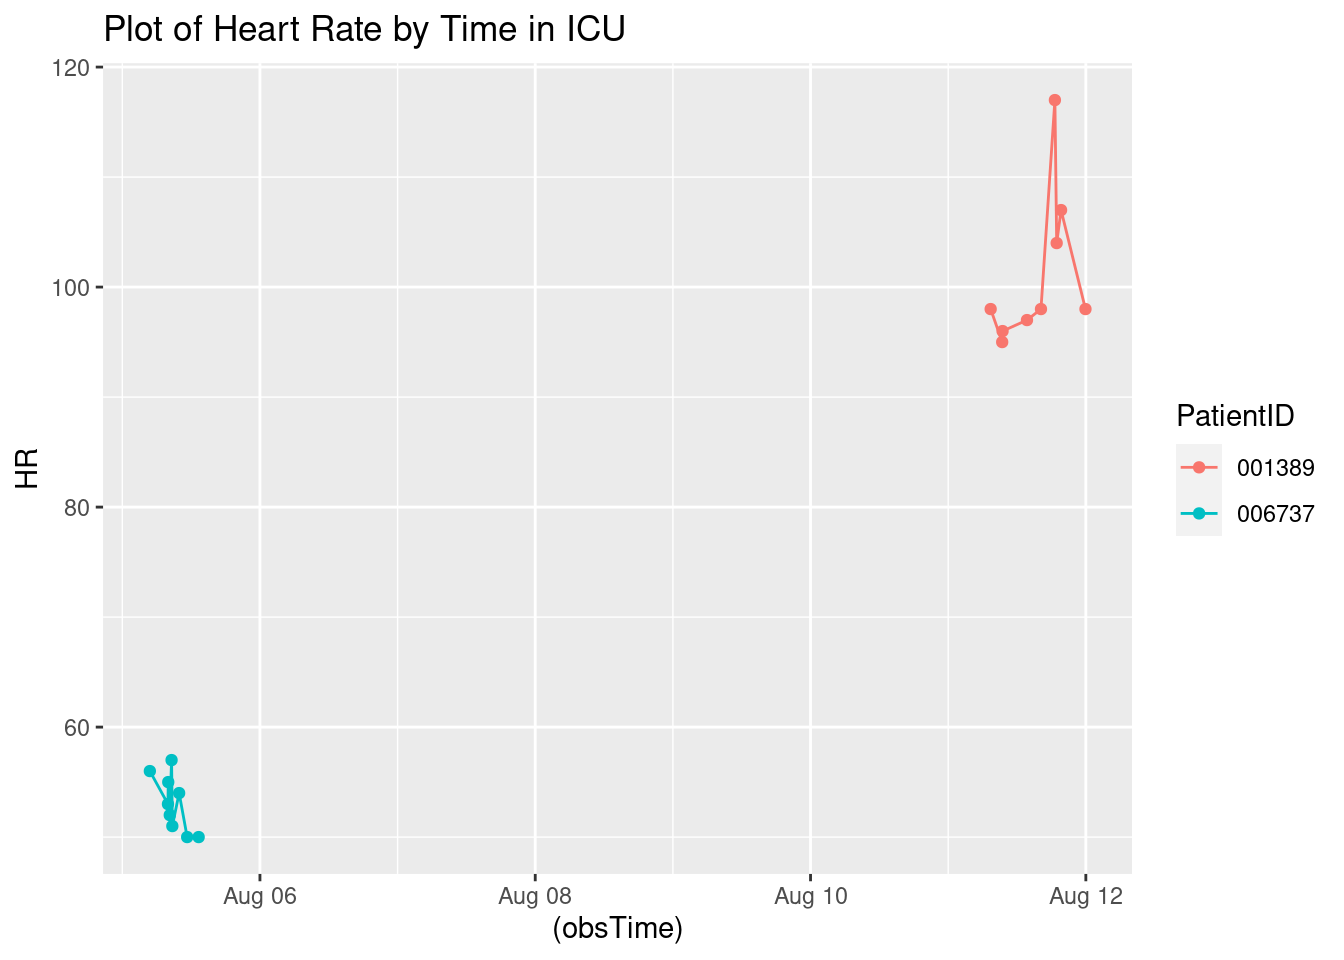 Plot of Heart Rate by Time in ICU
120
100
80
60
HR
Aug 06
Aug 08
Aug 10
Aug 12
(obsTime)
PatientID
001389
006737